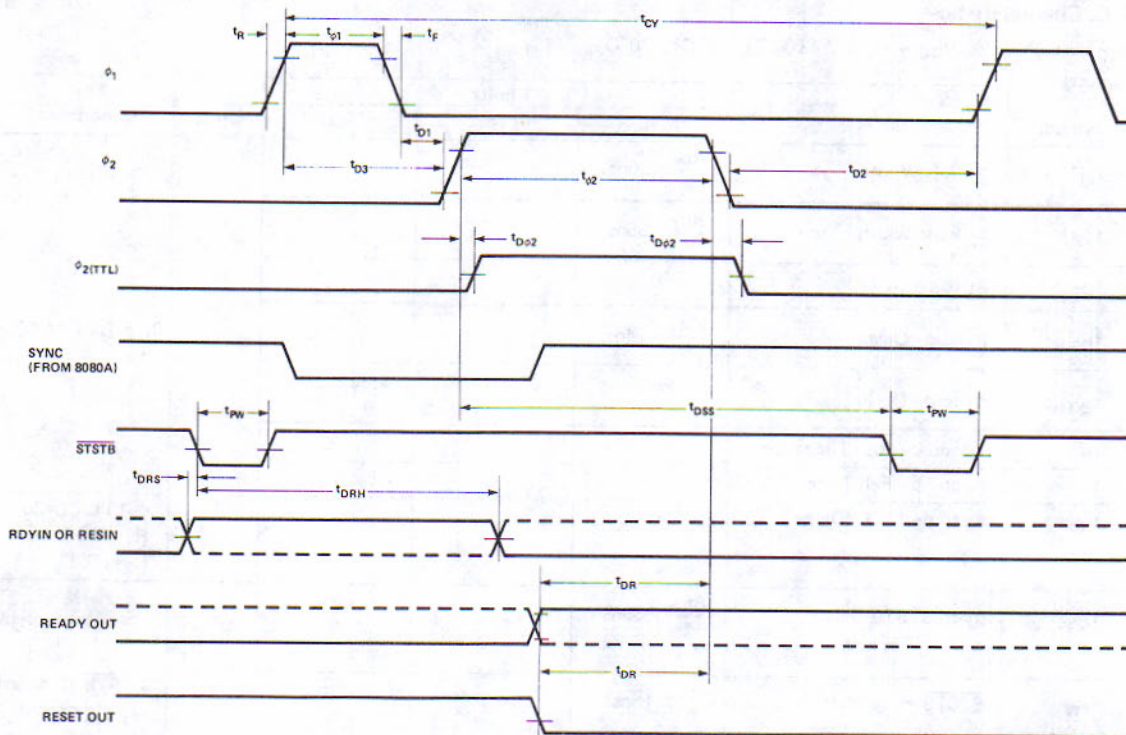 tCY
tR tφ1 tF
φ1
tD1
φ2
tD3 tφ2 tD2
tDφ2 tDφ2
φ2(TTL)
SYNC
(FROM 8080A)
tDSS
tPW tPW
STSTB
tDRS tDRH
RDYIN OR RESIN
tDR
READY OUT
tDR
RESET OUT